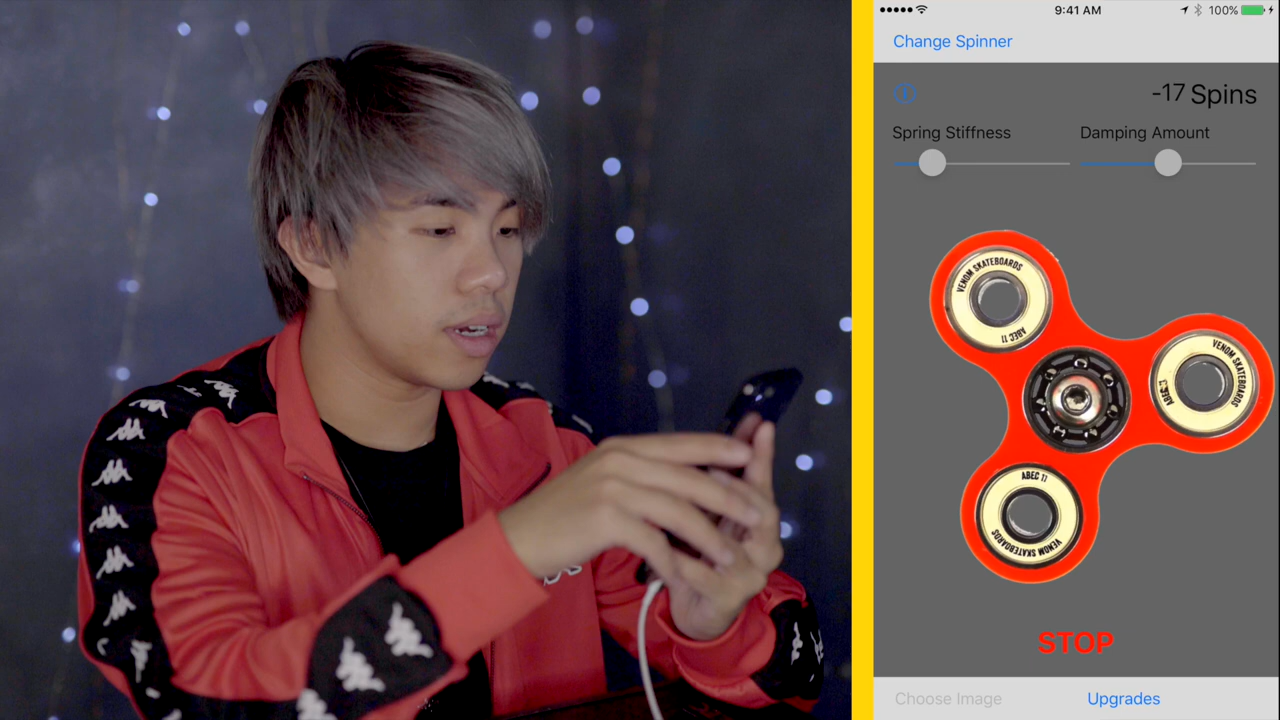 9:41 AM
100%
Change Spinner
-17 Spins
Spring Stiffness
Damping Amount
VENOM SKATEBOARDS
ABEC 11
VENOM SKATEBOARDS
ABEC 11
ABEC 11
VENOM SKATEBOARDS
STOP
Choose Image
Upgrades